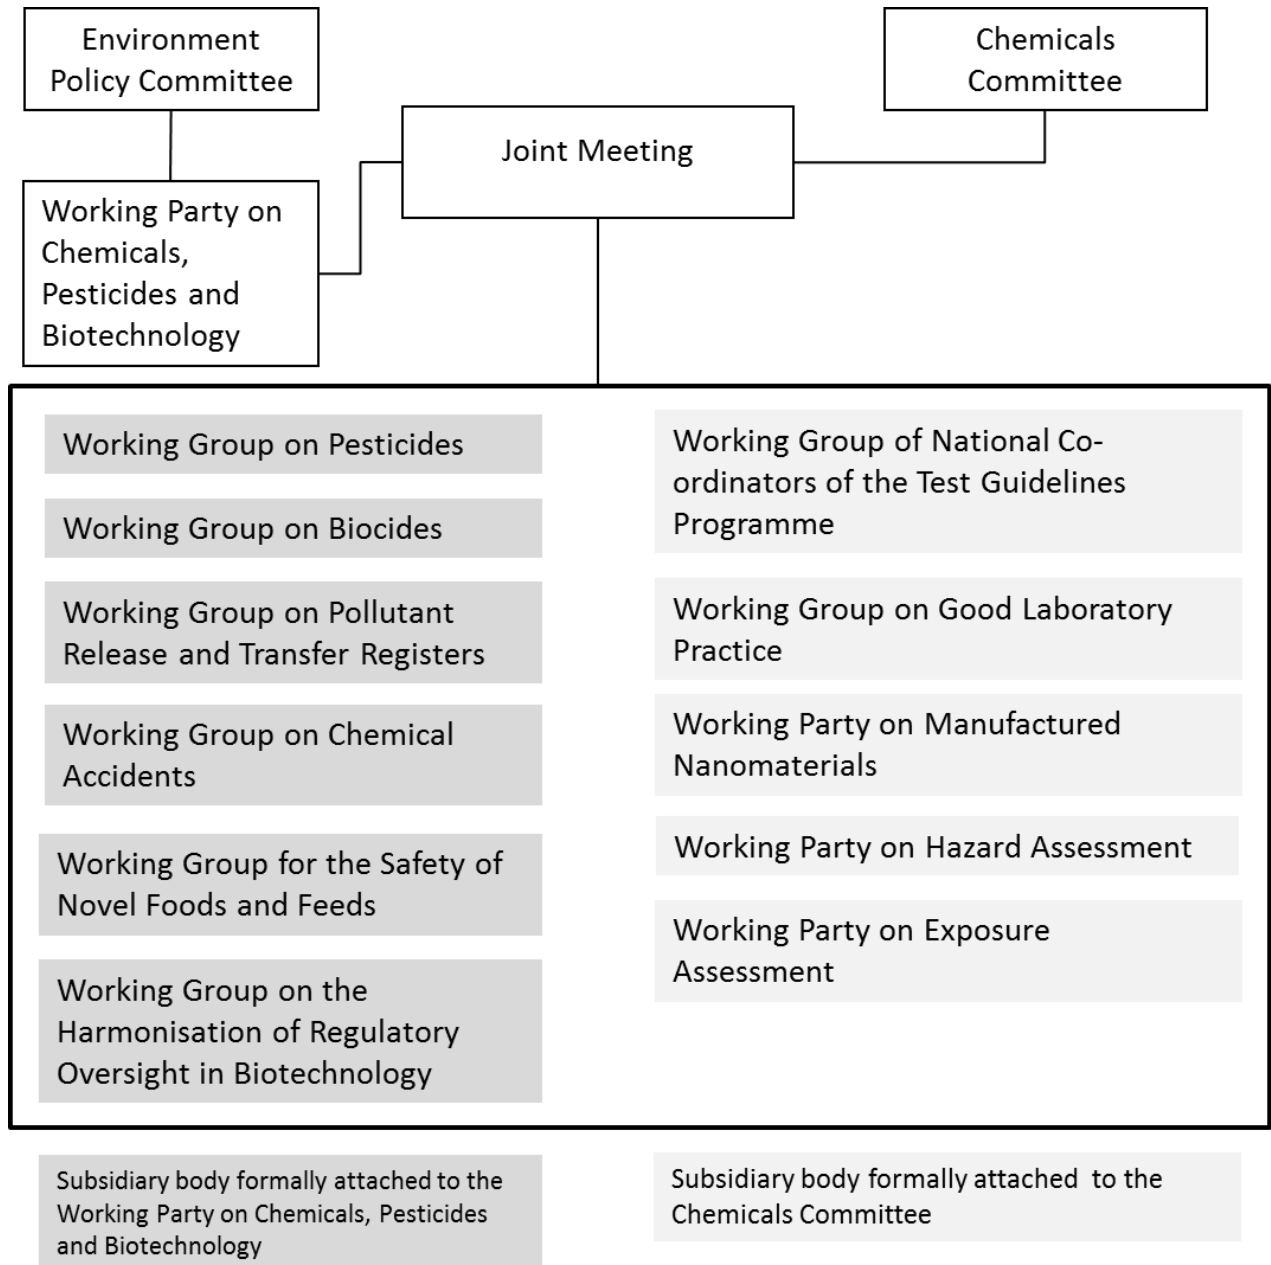 Environment
Policy Committee
Chemicals
Committee
Joint Meeting
Working Party on
Chemicals,
Pesticides and
Biotechnology
Working Group on Pesticides
Working Group on Biocides
Working Group on Pollutant
Release and Transfer Registers
Working Group on Chemical
Accidents
Working Group for the Safety of
Novel Foods and Feeds
Working Group on the
Harmonisation of Regulatory
Oversight in Biotechnology
Working Group of National Co-
ordinators of the Test Guidelines
Programme
Working Group on Good Laboratory
Practice
Working Party on Manufactured
Nanomaterials
Working Party on Hazard Assessment
Working Party on Exposure
Assessment
Subsidiary body formally attached to the
Working Party on Chemicals, Pesticides
and Biotechnology
Subsidiary body formally attached to the
Chemicals Committee